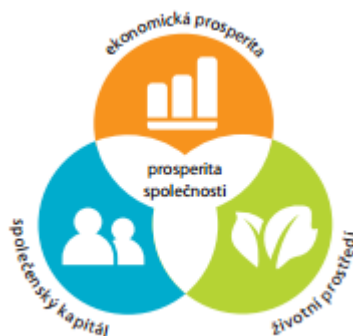 ekonomická prosperita
prosperita
společnosti
společenský kapitál
životní prostředí